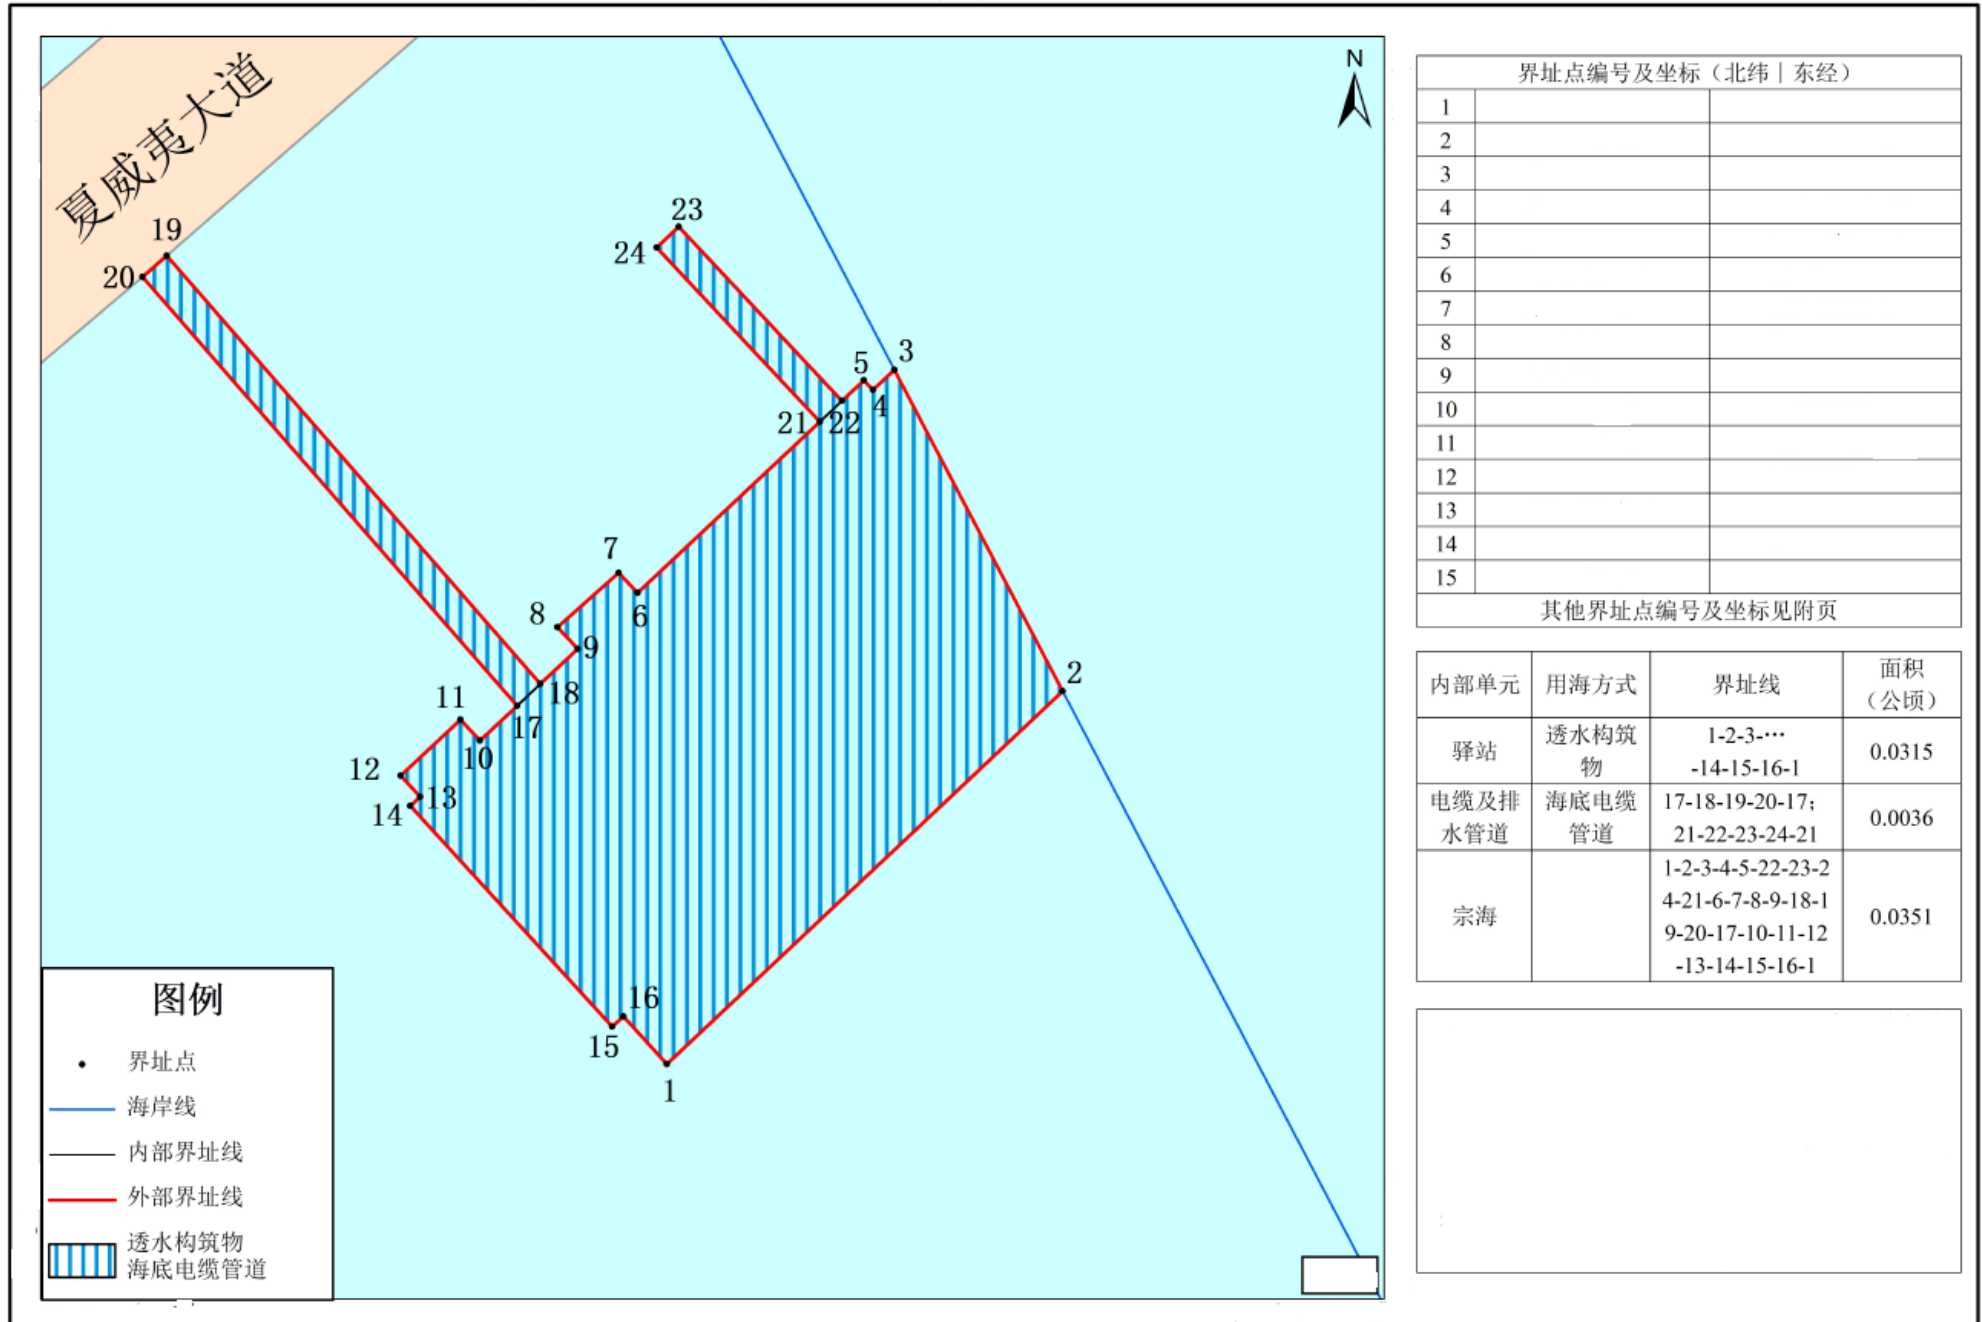 夏威夷大道
N
19
20
23
24
3
5
4
21
22
7
6
8
9
18
17
11
10
12
13
14
2
16
15
1
图例
界址点
海岸线
内部界址线
外部界址线
透水构筑物
海底电缆管道
界址点编号及坐标（北纬｜东经）
1
2
3
4
5
6
7
8
9
10
11
12
13
14
15
其他界址点编号及坐标见附页
内部单元 用海方式 界址线 面积
（公顷）
驿站 透水构筑
物 1-2-3-…
-14-15-16-1 0.0315
电缆及排
水管道 海底电缆
管道 17-18-19-20-17;
21-22-23-24-21 0.0036
宗海 1-2-3-4-5-22-23-2
4-21-6-7-8-9-18-1
9-20-17-10-11-12
-13-14-15-16-1 0.0351